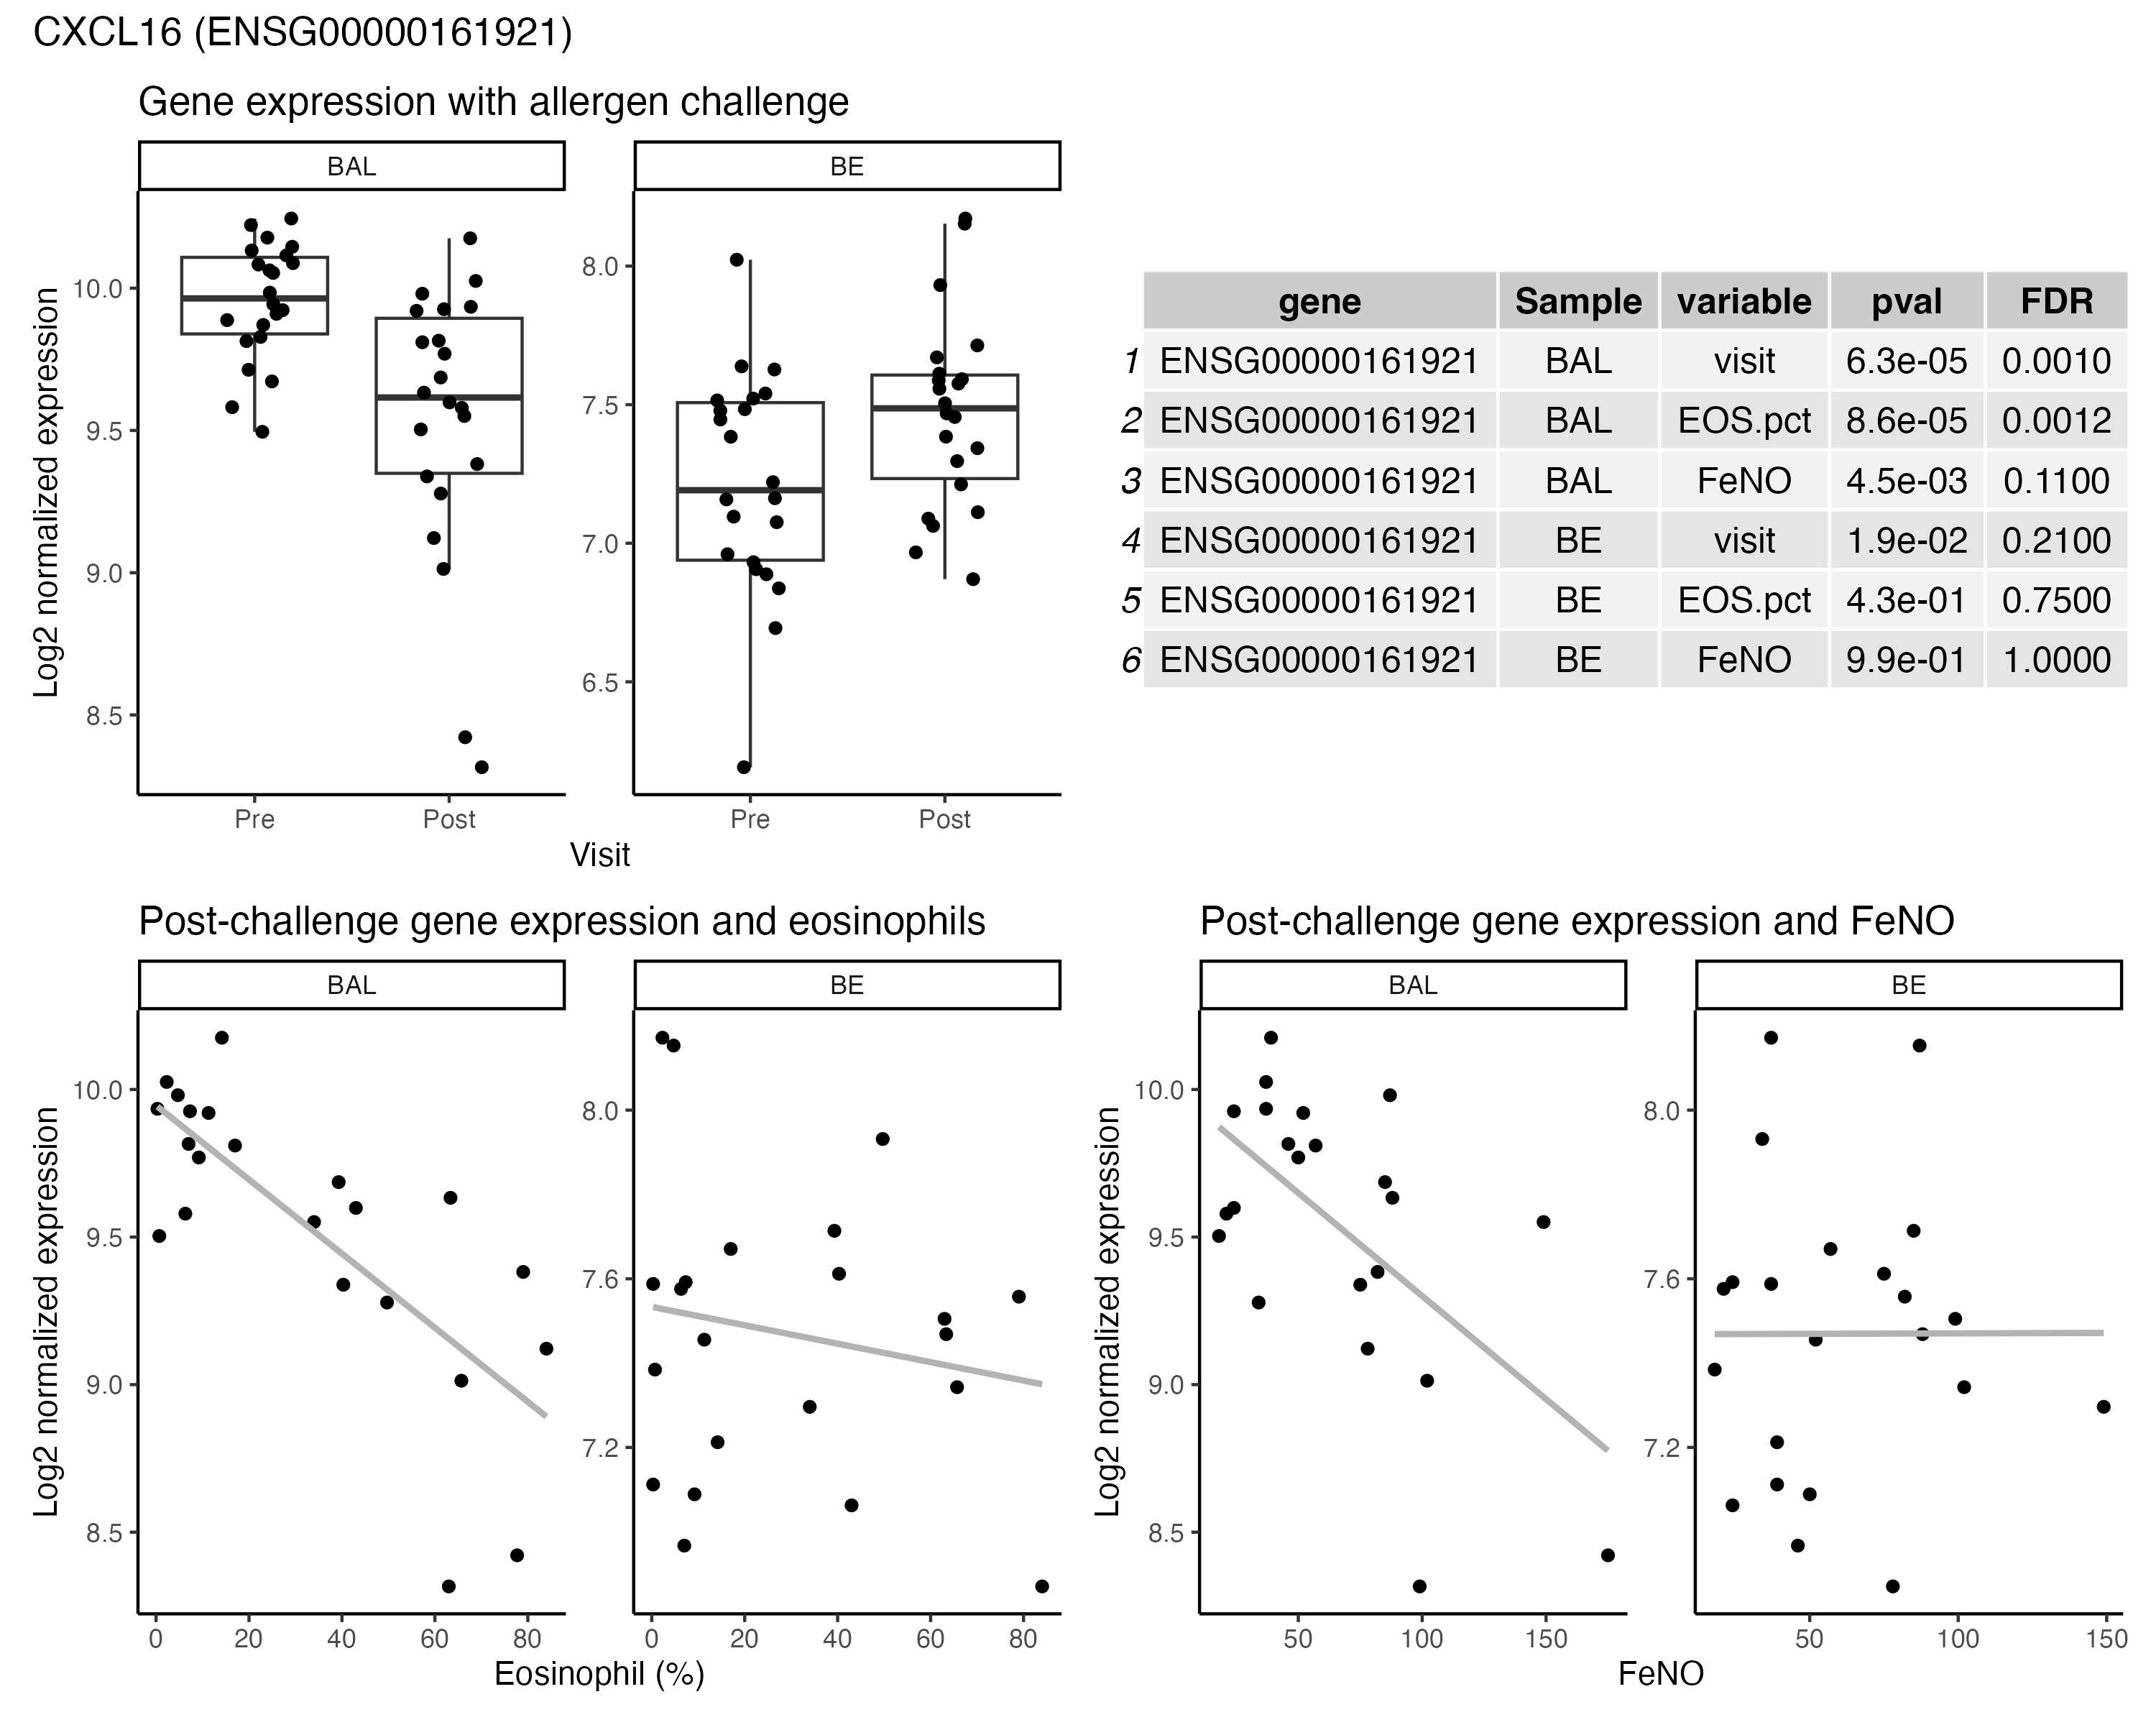 CXCL16 (ENSG00000161921)
Gene expression with allergen challenge
BAL
BE
Log2 normalized expression
10.0
9.5
9.0
8.5
8.0
7.5
7.0
6.5
Pre
Post
Pre
Post
Visit
gene Sample variable pval FDR
1 ENSG00000161921 BAL visit 6.3e-05 0.0010
2 ENSG00000161921 BAL EOS.pct 8.6e-05 0.0012
3 ENSG00000161921 BAL FeNO 4.5e-03 0.1100
4 ENSG00000161921 BE visit 1.9e-02 0.2100
5 ENSG00000161921 BE EOS.pct 4.3e-01 0.7500
6 ENSG00000161921 BE FeNO 9.9e-01 1.0000
Post-challenge gene expression and eosinophils
BAL
BE
Log2 normalized expression
10.0
9.5
9.0
8.5
8.0
7.6
7.2
0 20 40 60 80
0 20 40 60 80
Eosinophil (%)
Post-challenge gene expression and FeNO
BAL
BE
Log2 normalized expression
10.0
9.5
9.0
8.5
8.0
7.6
7.2
50 100 150
50 100 150
FeNO